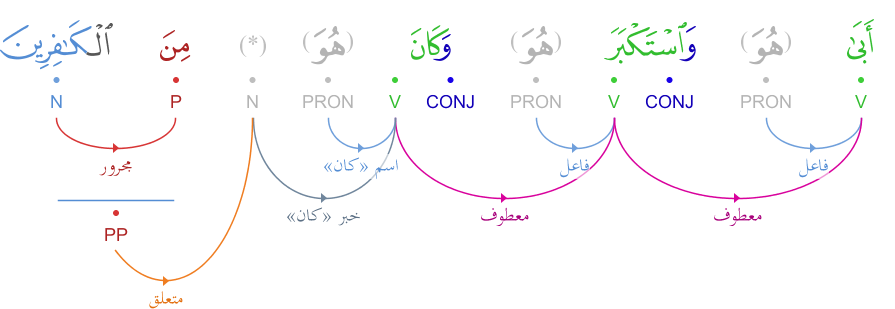 أَبَىٰ (هُوَ) وَٱسْتَكْبَرَ (هُوَ) وَكَانَ (هُوَ) (*) مِنَ ٱلْكَـٰفِرِينَ
V PRON CONJ V PRON CONJ V PRON N P N
فاعل فاعل اسم «كان» مجرور
معطوف معطوف خبر «كان»
PP
متعلق